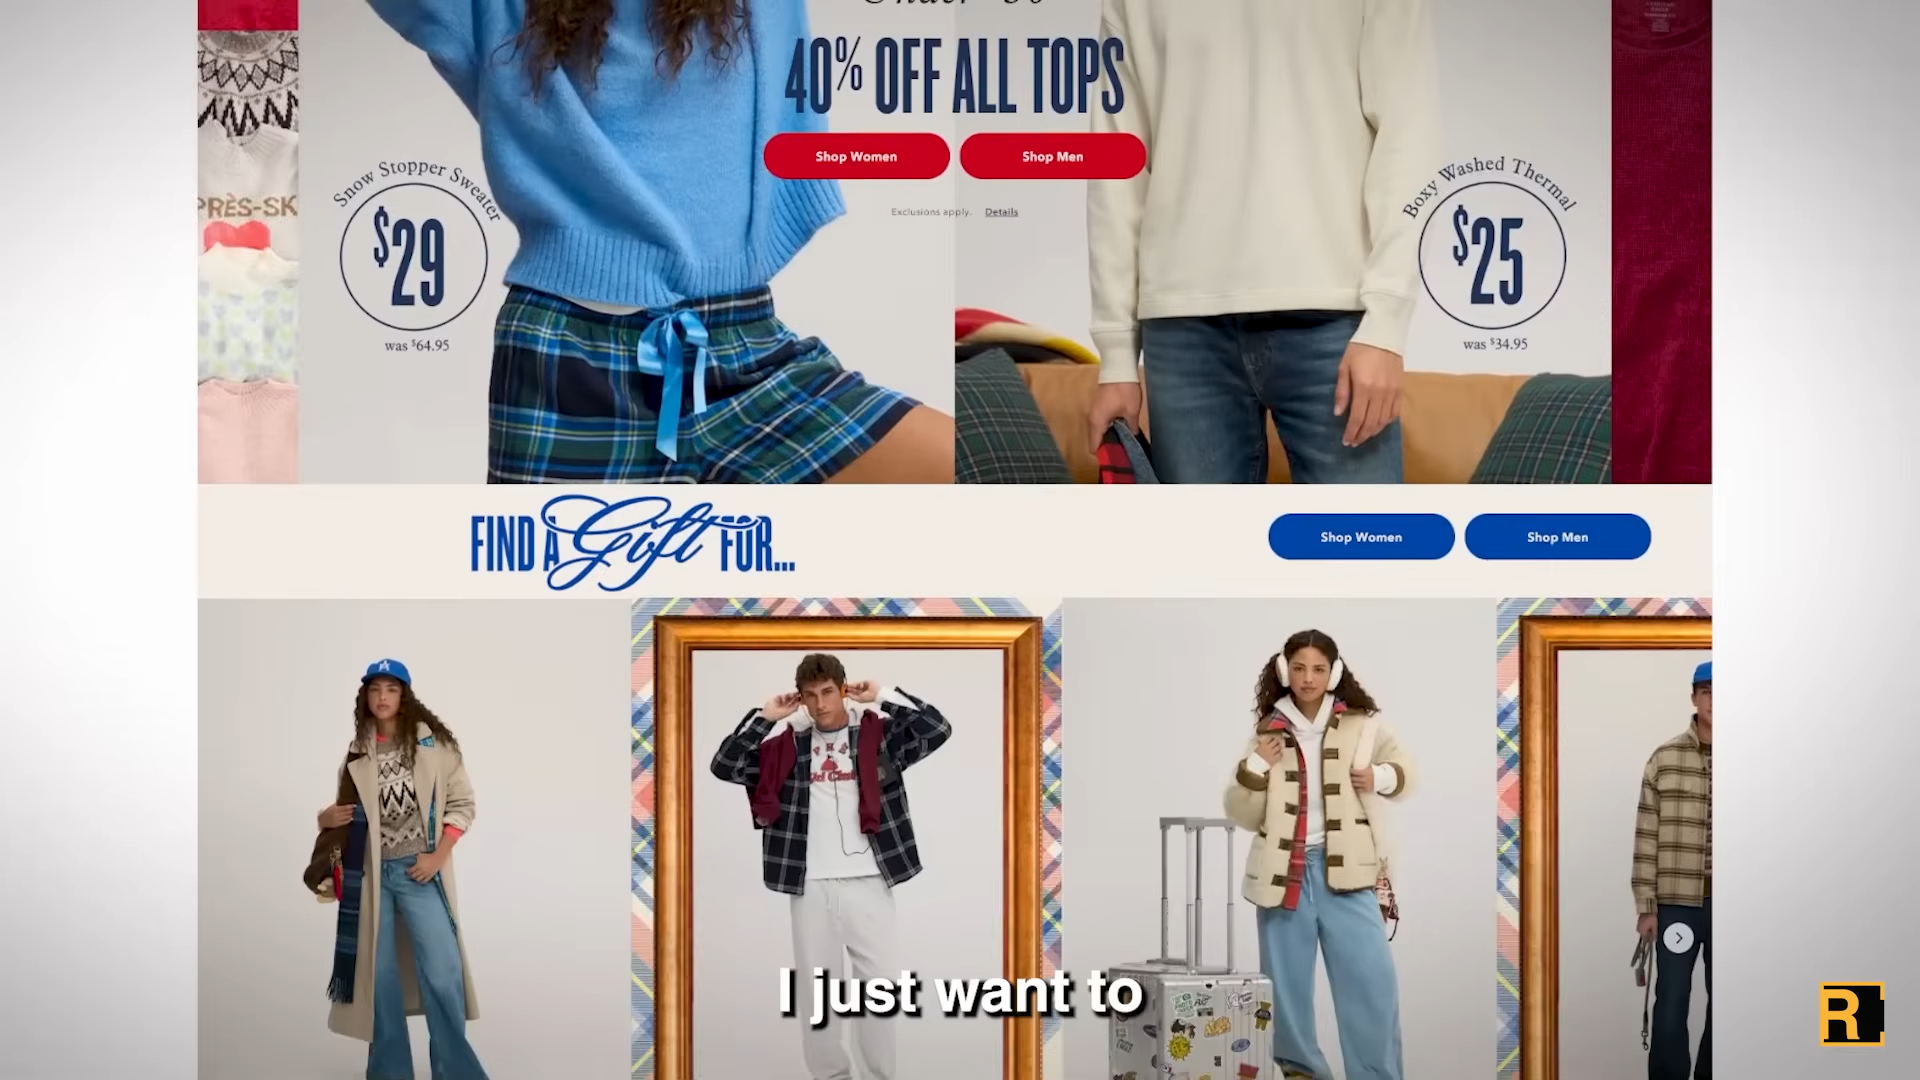 40% OFF ALL TOPS
Shop Women
Shop Men
Exclusions apply. Details
Snow Stopper Sweater
$29
was $64.95
Boxy Washed Thermal
$25
was $34.95
PRÈS-SK
FIND A Gift FOR...
Shop Women
Shop Men
I just want to
R